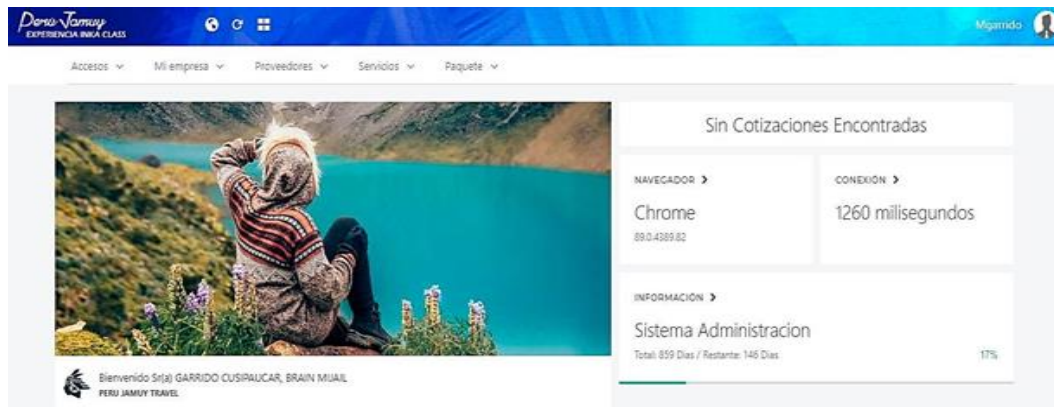 Peru Jamuy
EXPERIENCIA INKA CLASS
Mgarrido
Accesos
Mi empresa
Proveedores
Servicios
Paquete
Sin Cotizaciones Encontradas
NAVEGADOR
CONEXIÓN
Chrome
1260 milisegundos
89.0.4389.82
INFORMACIÓN
Sistema Administracion
Total: 859 Dias / Restante: 146 Dias
17%
Bienvenido Sr(a) GARRIDO CUSIPAUCAR, BRAIN MIJAIL
PERU JAMUY TRAVEL